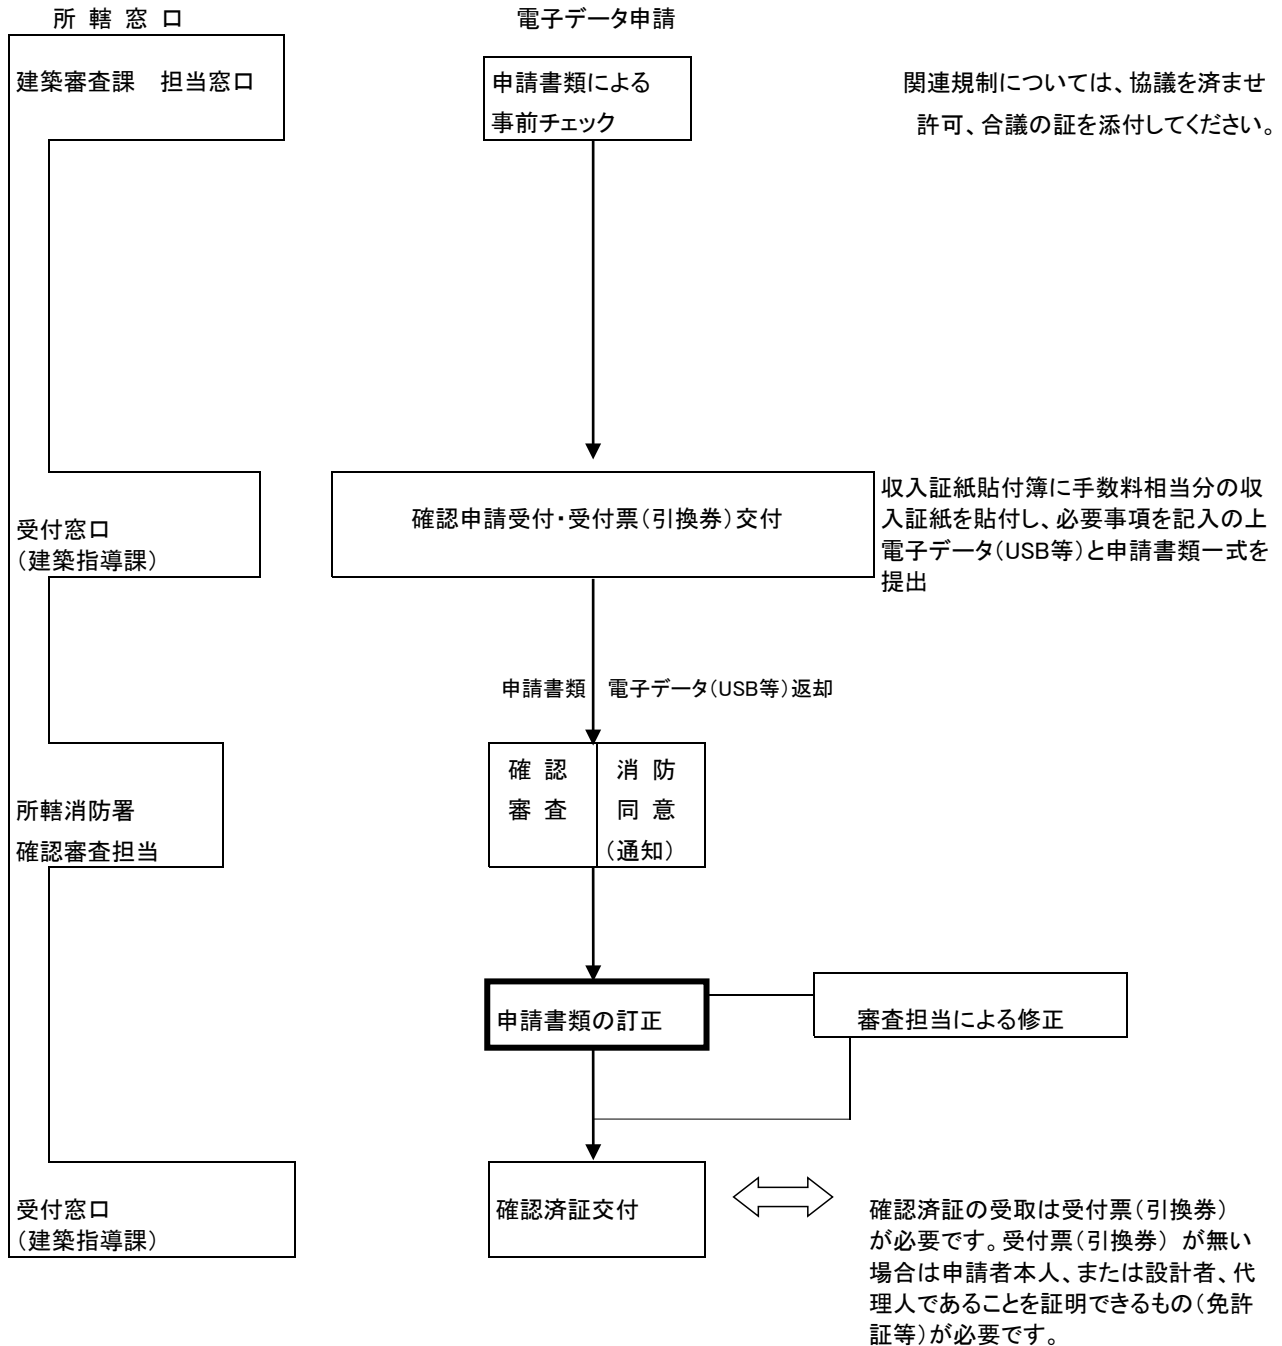 所 轄 窓 口
電子データ申請
建築審査課　担当窓口
申請書類による
事前チェック
関連規制については、協議を済ませ
許可、合議の証を添付してください。
受付窓口
(建築指導課)
確認申請受付・受付票(引換券)交付
収入証紙貼付簿に手数料相当分の収
入証紙を貼付し、必要事項を記入の上
電子データ(USB等)と申請書類一式を
提出
申請書類　電子データ(USB等)返却
所轄消防署
確認審査担当
確 認
審 査
消 防
同 意
(通知)
申請書類の訂正
審査担当による修正
受付窓口
(建築指導課)
確認済証交付
確認済証の受取は受付票(引換券)
が必要です。受付票(引換券) が無い
場合は申請者本人、または設計者、代
理人であることを証明できるもの(免許
証等)が必要です。